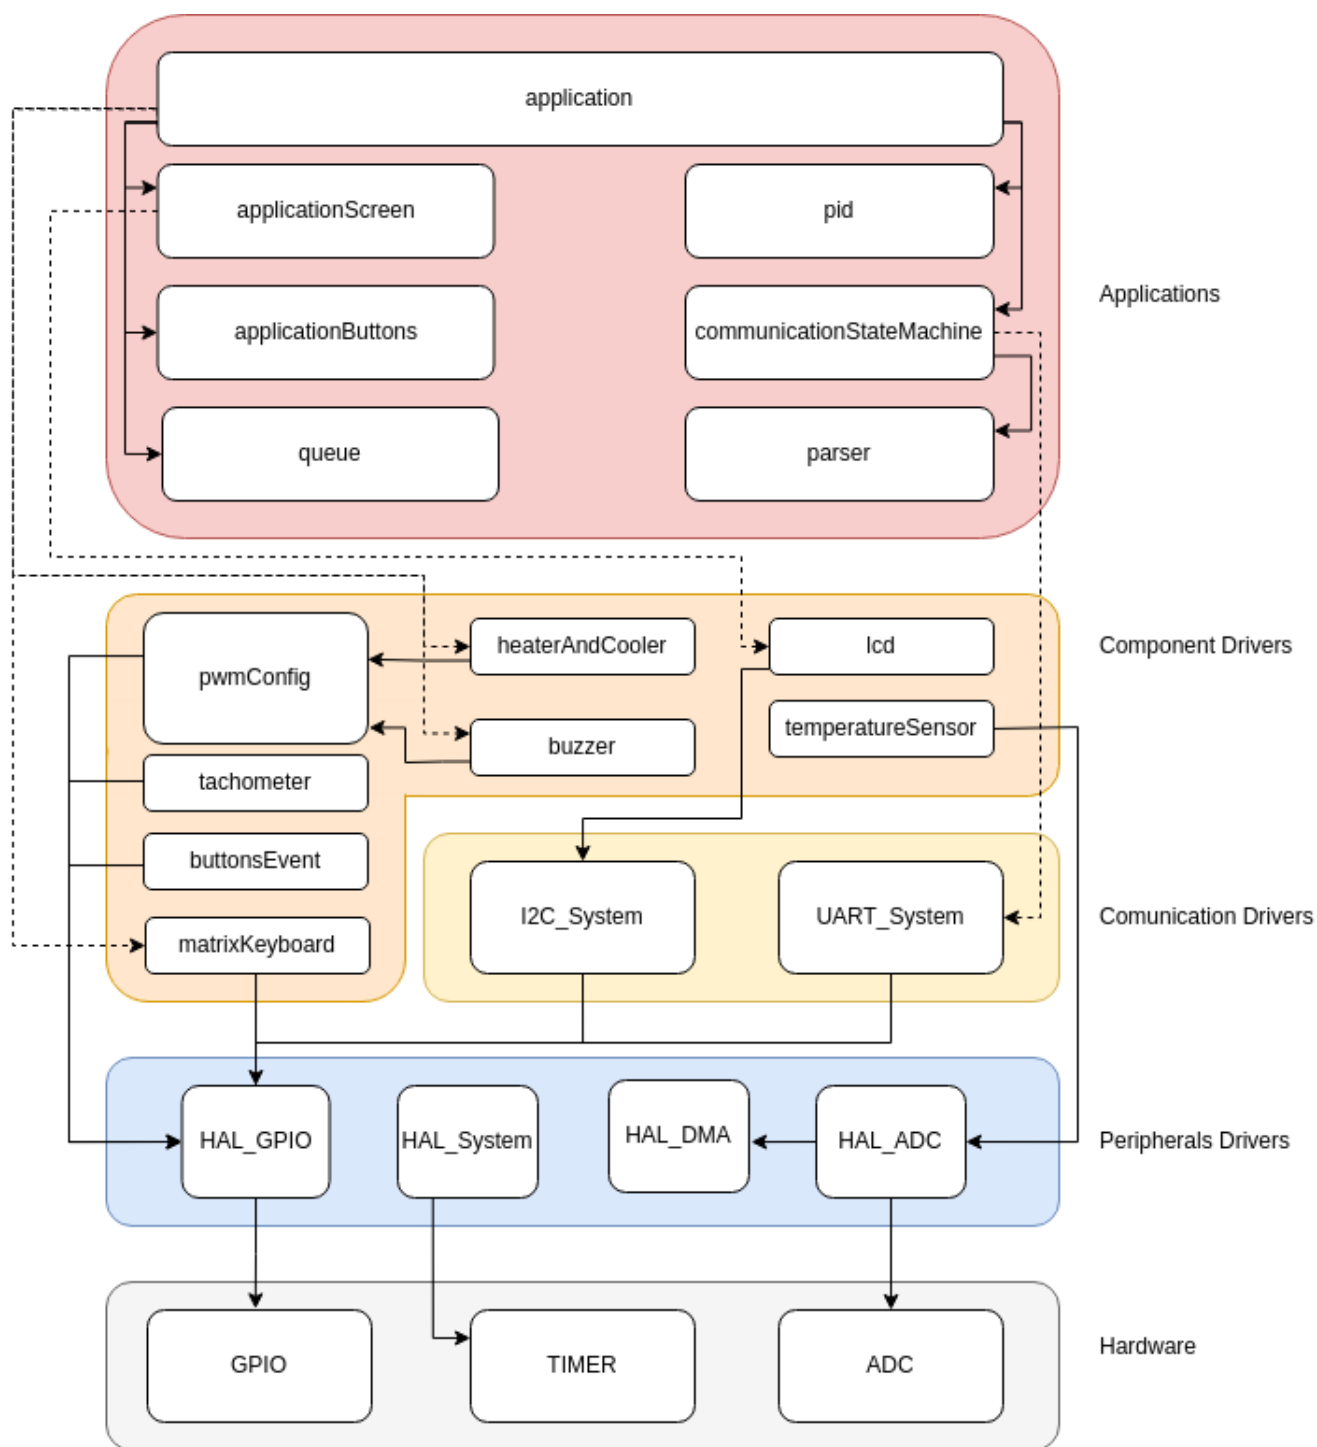 application
applicationScreen
pid
applicationButtons
communicationStateMachine
queue
parser
Applications
pwmConfig
heaterAndCooler
lcd
buzzer
temperatureSensor
tachometer
buttonsEvent
matrixKeyboard
Component Drivers
I2C_System
UART_System
Comunication Drivers
HAL_GPIO
HAL_System
HAL_DMA
HAL_ADC
Peripherals Drivers
GPIO
TIMER
ADC
Hardware